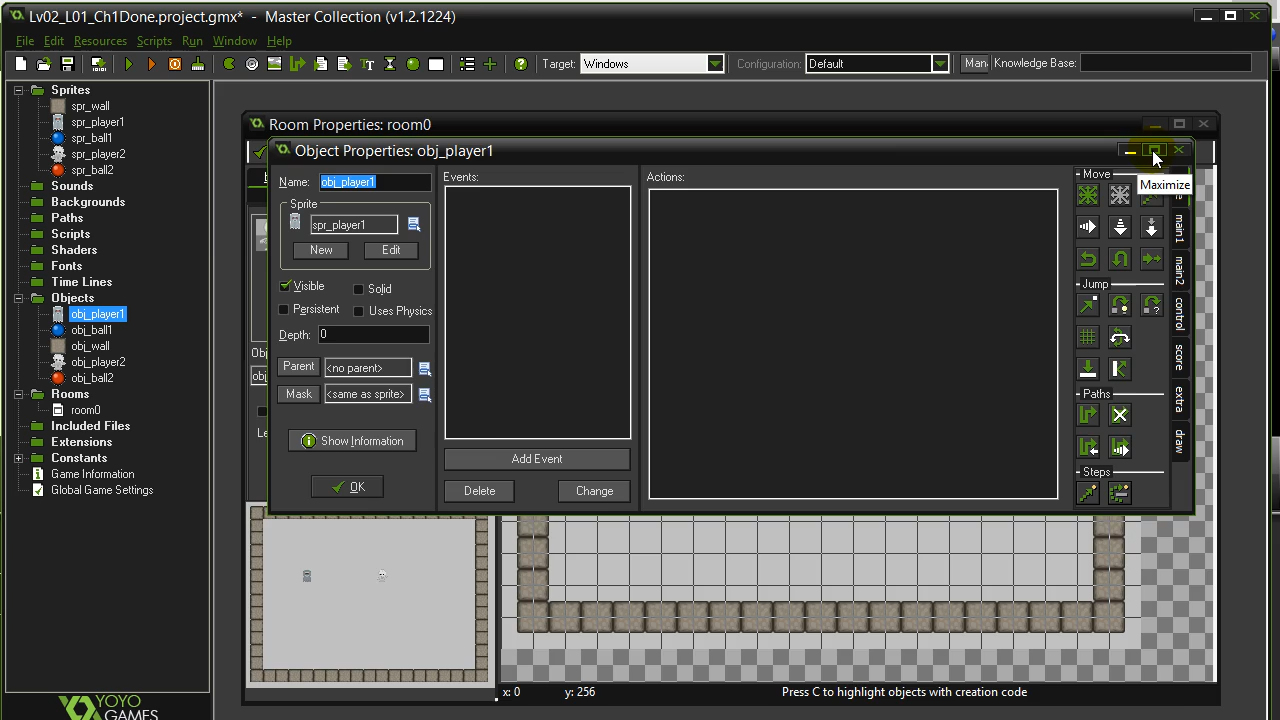 Lv02_L01_Ch1Done.project.gmx* - Master Collection (v1.2.1224)
File Edit Resources Scripts Run Window Help
Target: Windows Configuration: Default Man Knowledge Base:
Sprites
spr_wall
spr_player1
spr_ball1
spr_player2
spr_ball2
Sounds
Backgrounds
Paths
Scripts
Shaders
Fonts
Time Lines
Objects
obj_player1
obj_ball1
obj_wall
obj_player2
obj_ball2
Rooms
room0
Included Files
Extensions
Constants
Game Information
Global Game Settings
YOYO
GAMES
Room Properties: room0
Object Properties: obj_player1
Name: obj_player1
Sprite
spr_player1
New Edit
Visible Solid
Persistent Uses Physics
Depth: 0
Parent <no parent>
Mask <same as sprite>
Show Information
OK
Events:
Add Event
Delete Change
Actions:
Move
Maximize
Jump
Paths
Steps
main1
main2
control
score
extra
draw
x: 0 y: 256 Press C to highlight objects with creation code